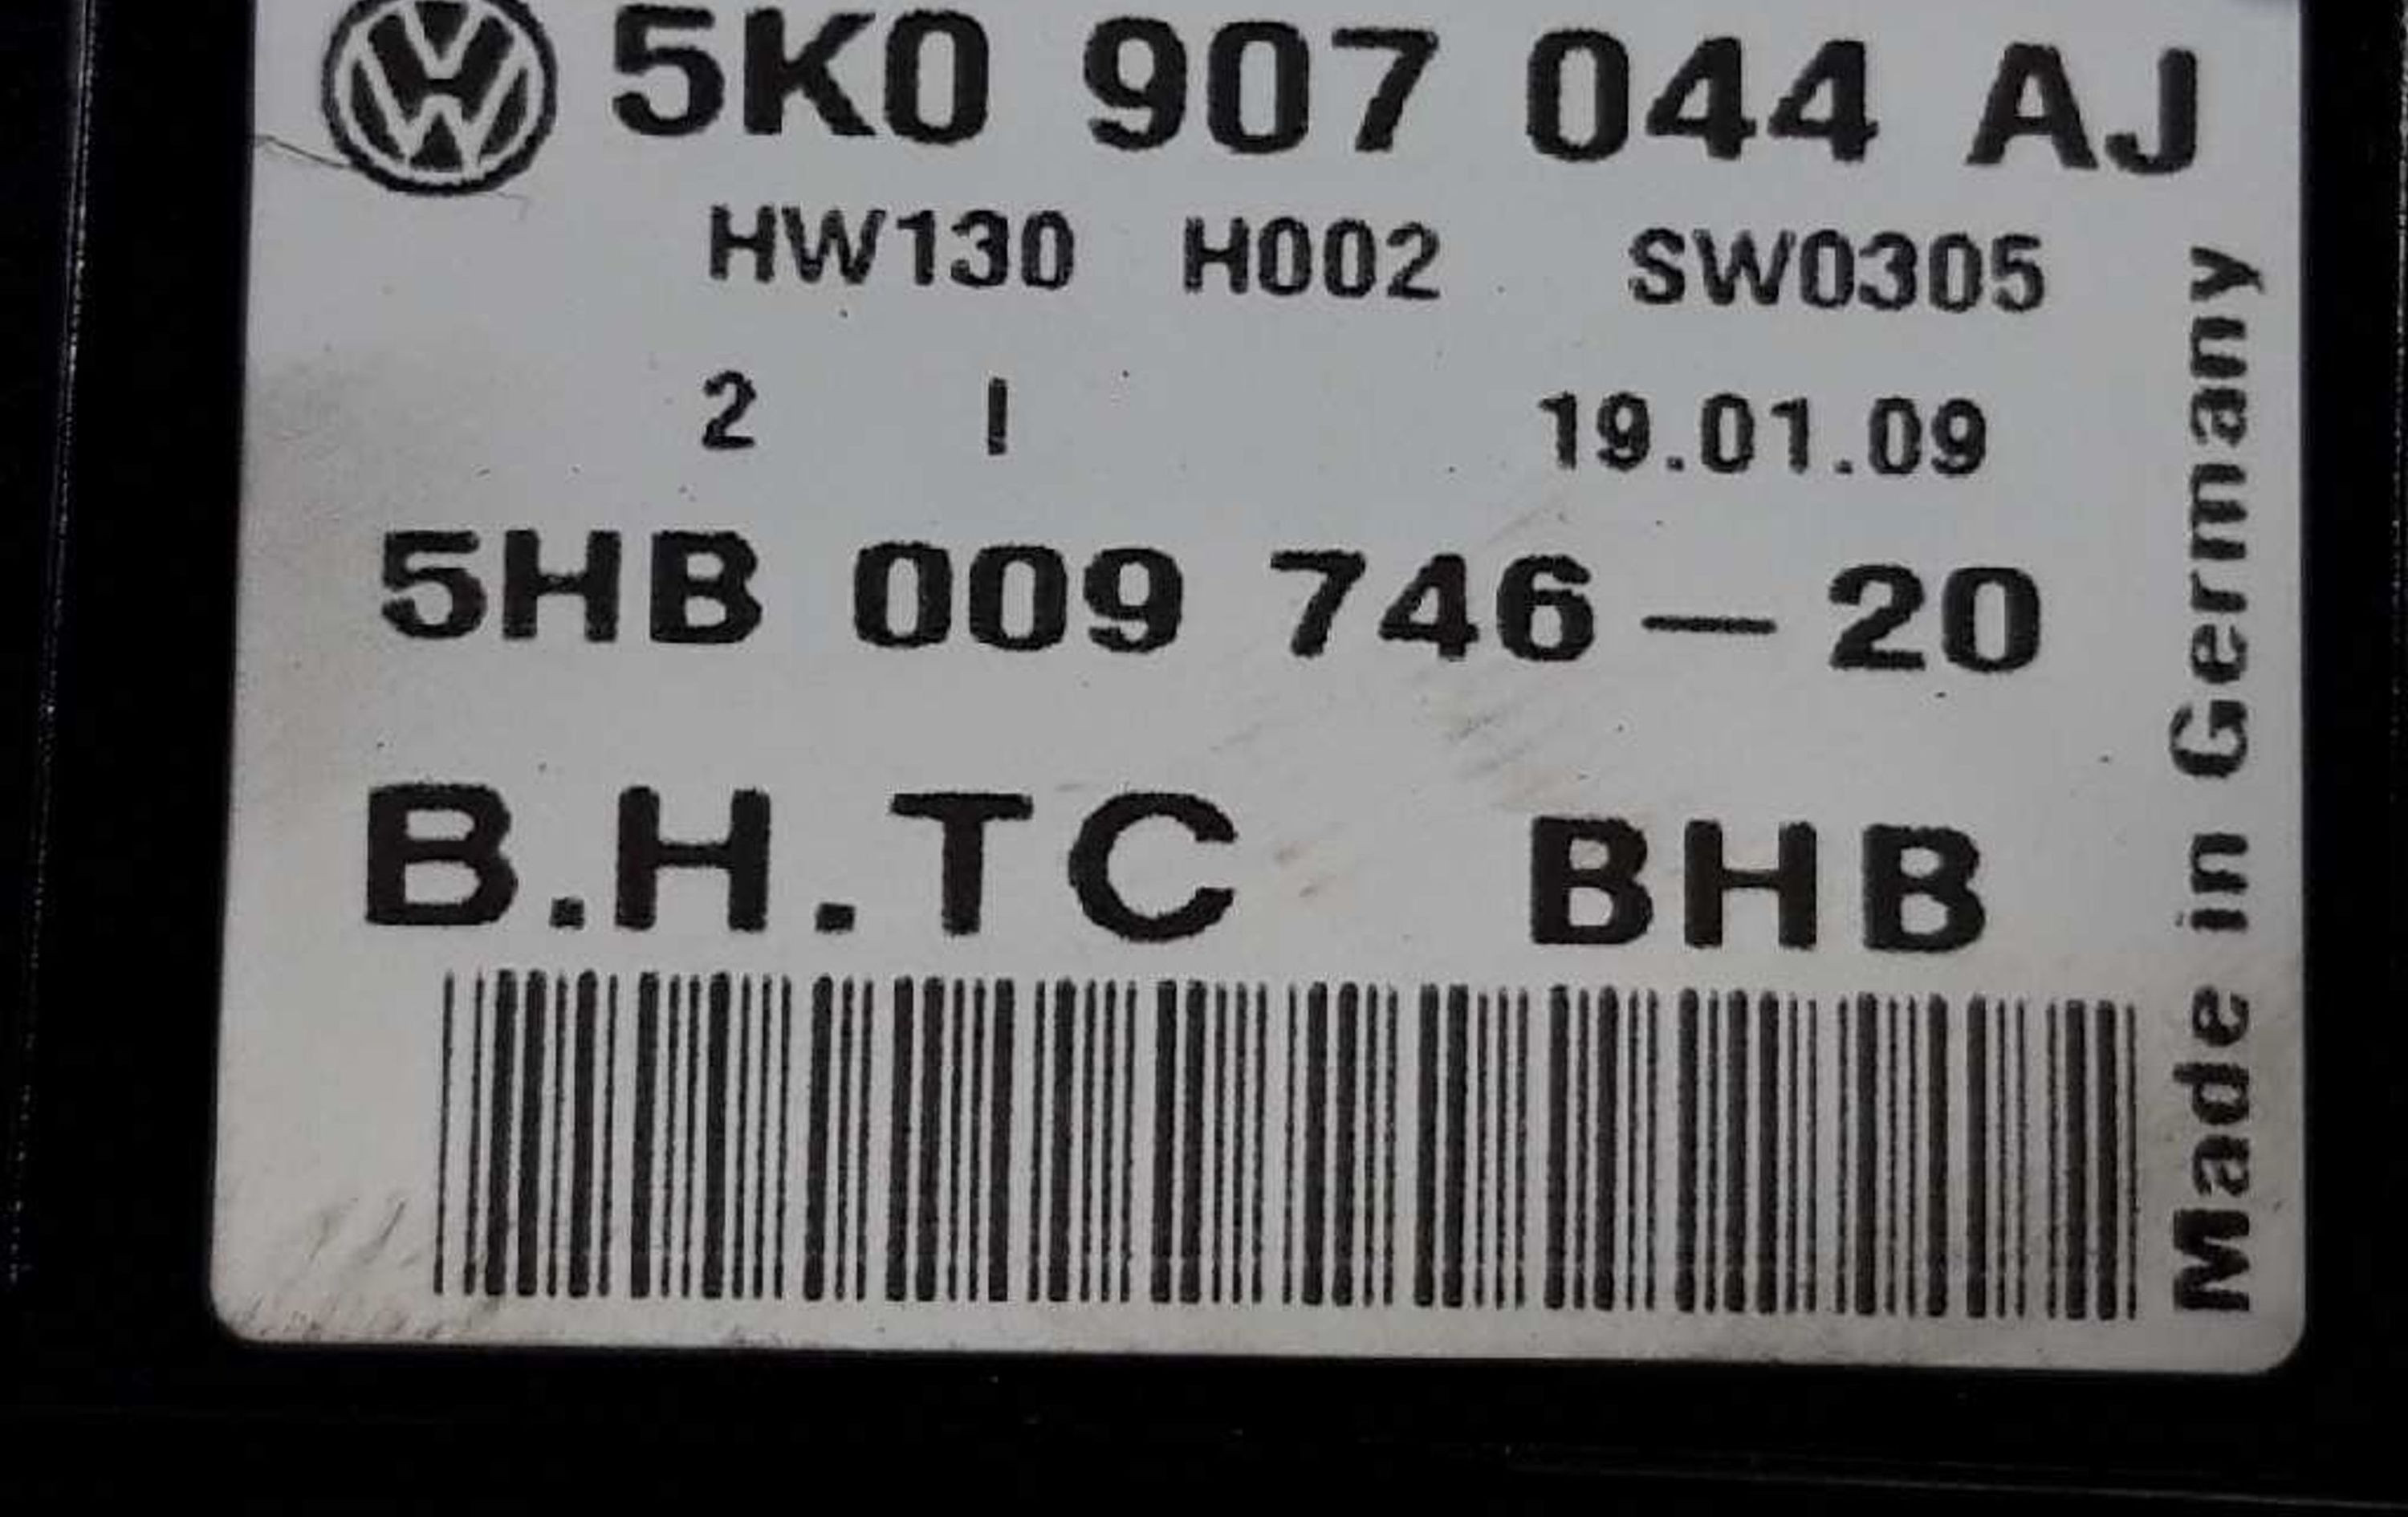 5K0 907 044 AJ
HW130 H002 SW0305
2 I 19.01.09
5HB 009 746-20
B.H.TC BHB
Made in Germany